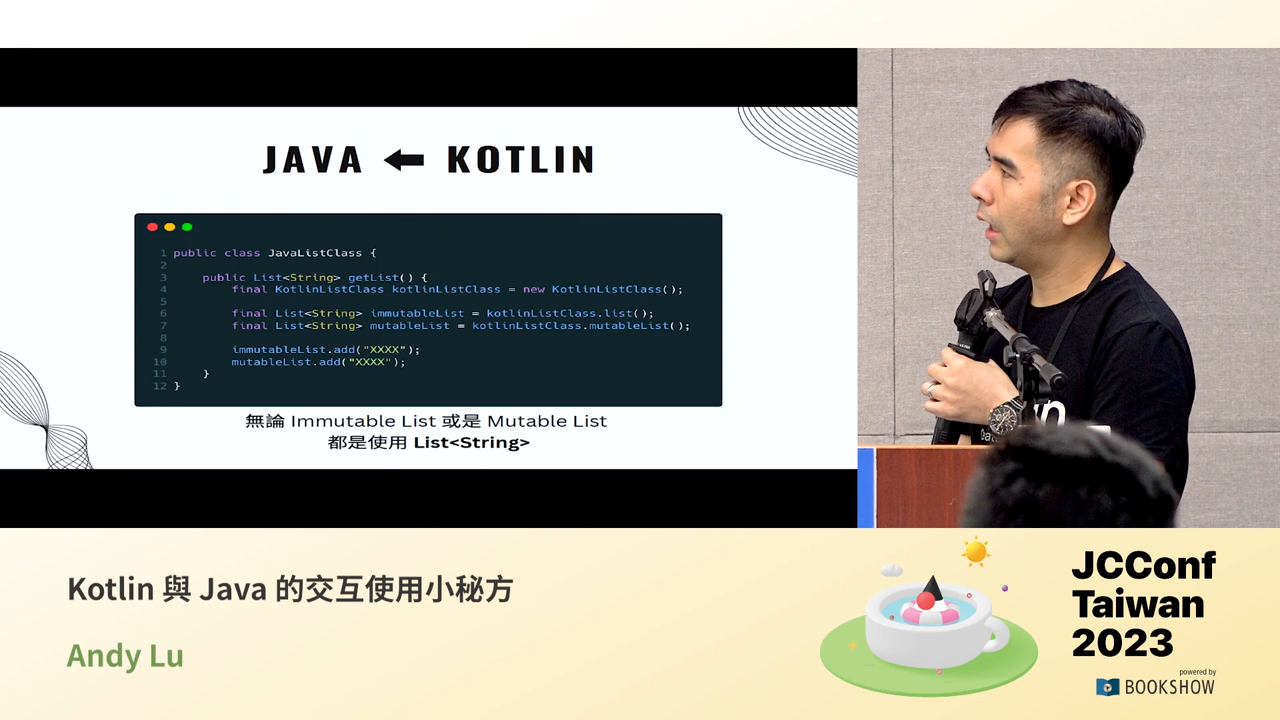 JAVA ← KOTLIN
1 public class JavaListClass {
2
3     public List<String> getList() {
4         final KotlinListClass kotlinListClass = new KotlinListClass();
5
6         final List<String> immutableList = kotlinListClass.list();
7         final List<String> mutableList = kotlinListClass.mutableList();
8
9         immutableList.add("XXXX");
10         mutableList.add("XXXX");
11     }
12 }
無論 Immutable List 或是 Mutable List
都是使用 List<String>
Kotlin 與 Java 的交互使用小秘方
Andy Lu
JCConf
Taiwan
2023
powered by
BOOKSHOW